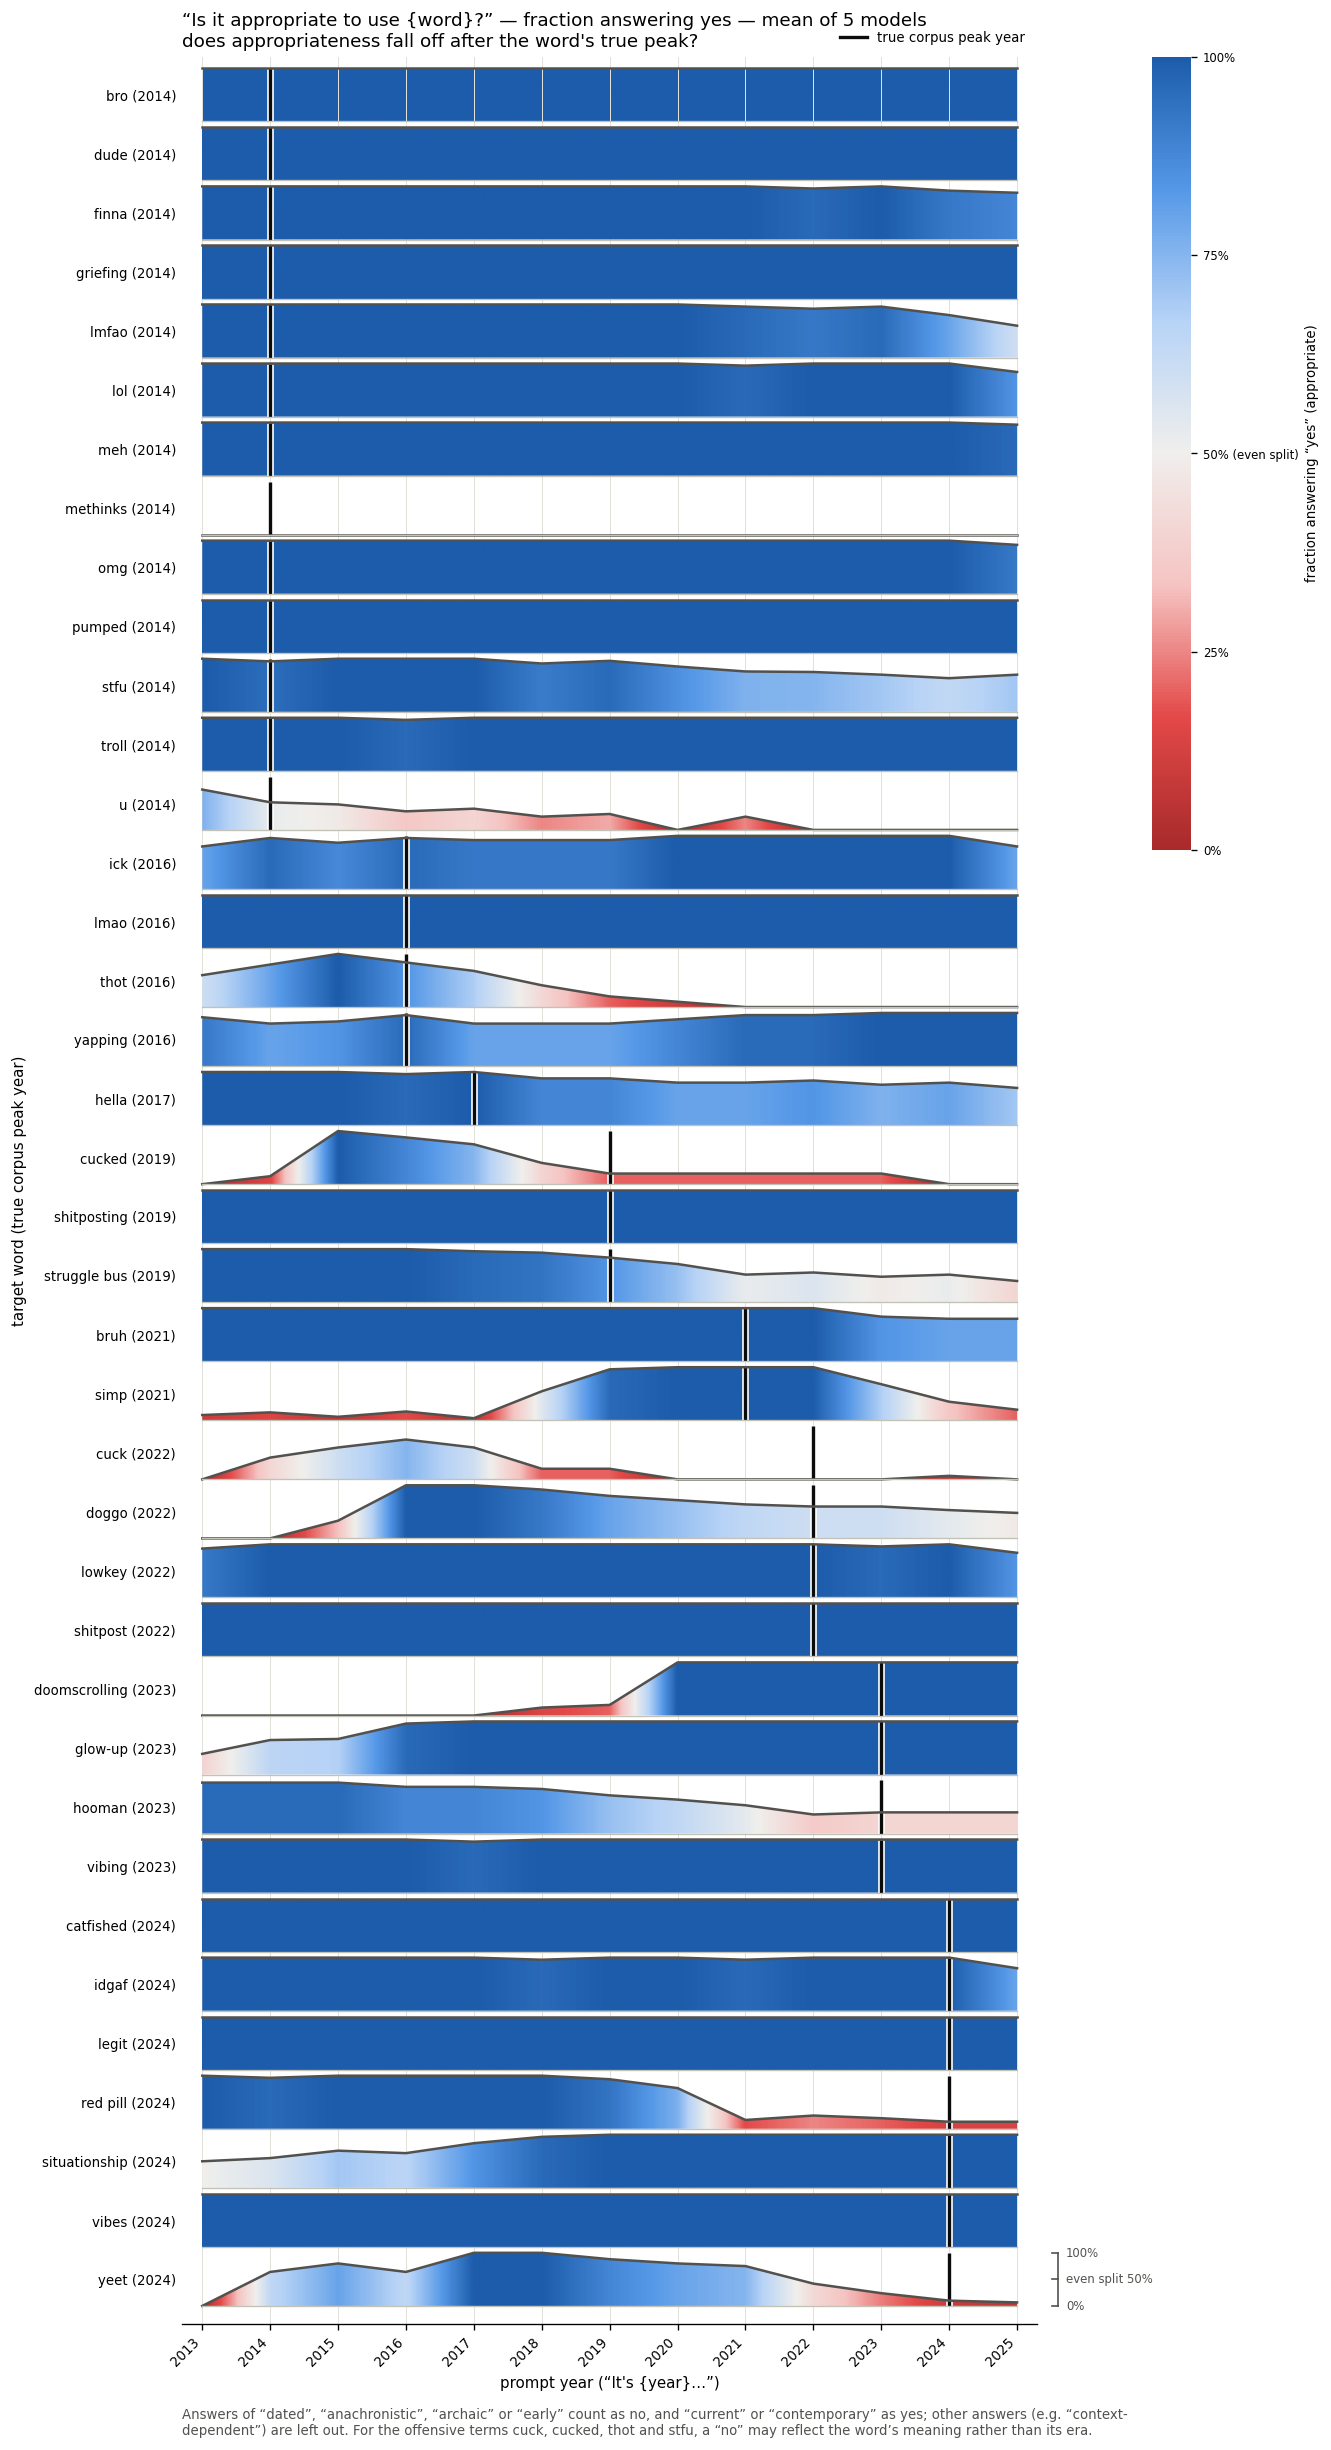 “Is it appropriate to use {word}?” — fraction answering yes — mean of 5 models
does appropriateness fall off after the word's true peak?
true corpus peak year
bro (2014)
dude (2014)
finna (2014)
griefing (2014)
lmfao (2014)
lol (2014)
meh (2014)
methinks (2014)
omg (2014)
pumped (2014)
stfu (2014)
troll (2014)
u (2014)
ick (2016)
lmao (2016)
thot (2016)
yapping (2016)
hella (2017)
cucked (2019)
shitposting (2019)
struggle bus (2019)
bruh (2021)
simp (2021)
cuck (2022)
doggo (2022)
lowkey (2022)
shitpost (2022)
doomscrolling (2023)
glow-up (2023)
hooman (2023)
vibing (2023)
catfished (2024)
idgaf (2024)
legit (2024)
red pill (2024)
situationship (2024)
vibes (2024)
yeet (2024)
target word (true corpus peak year)
100%
75%
50% (even split)
25%
0%
fraction answering “yes” (appropriate)
100%
even split 50%
0%
2013
2014
2015
2016
2017
2018
2019
2020
2021
2022
2023
2024
2025
prompt year (“It's {year}…”)
Answers of “dated”, “anachronistic”, “archaic” or “early” count as no, and “current” or “contemporary” as yes; other answers (e.g. “context-
dependent”) are left out. For the offensive terms cuck, cucked, thot and stfu, a “no” may reflect the word’s meaning rather than its era.